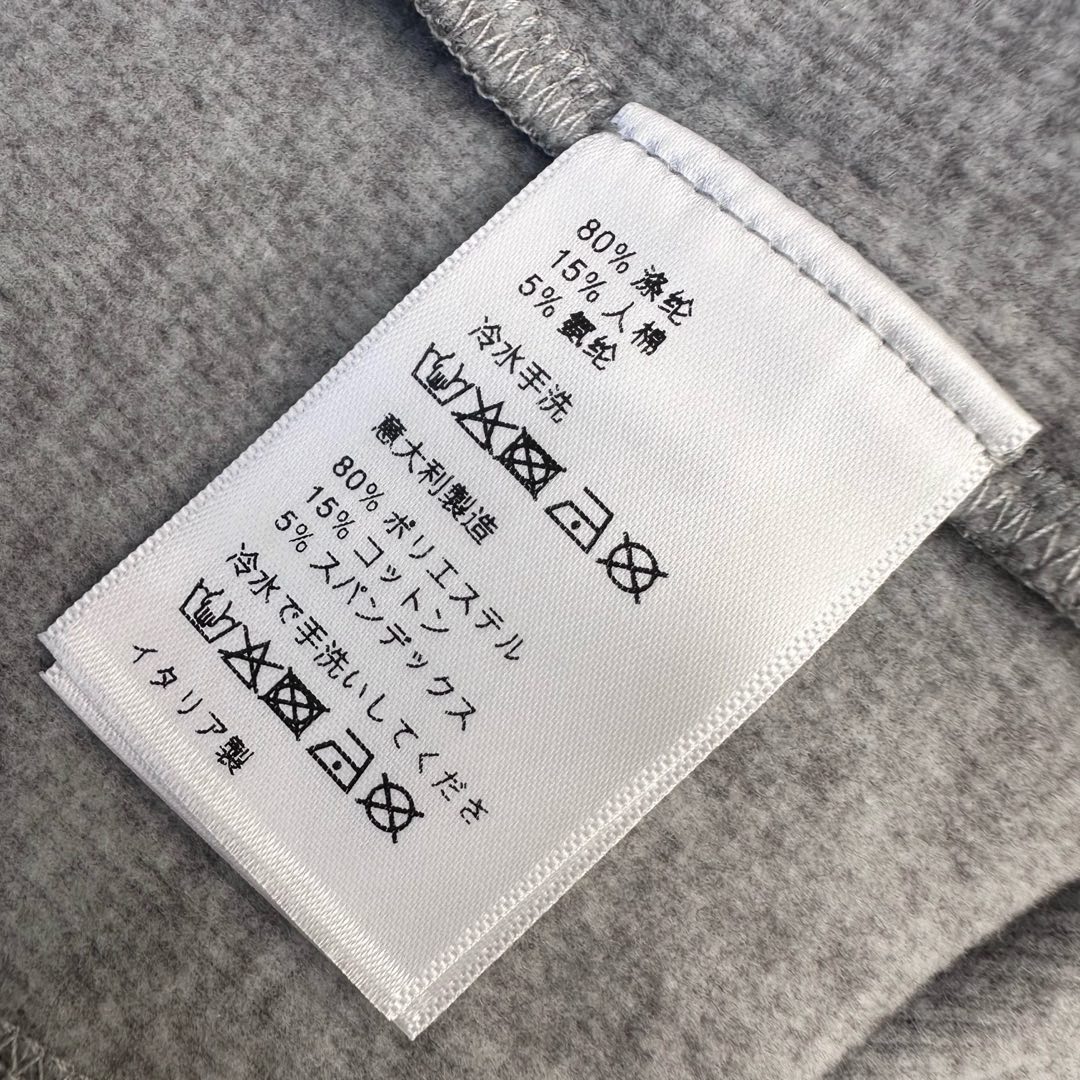 80% 涤纶
15% 人棉
5% 氨纶
冷水手洗
意大利製造
80% ポリエステル
15% コットン
5% スパンデックス
冷水で手洗いしてくださ
イタリア製